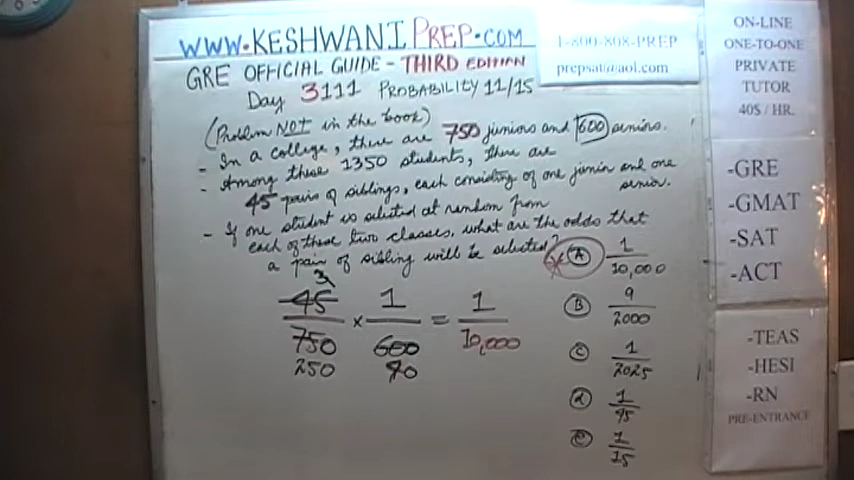 WWW.KESHWANIPREP.COM
GRE OFFICIAL GUIDE - THIRD EDITION
Day 3111 PROBABILITY 11/15
(Problem NOT in the book)
- In a college, there are 750 juniors and 600 seniors.
- Among these 1350 students, there are
45 pairs of siblings, each consisting of one junior and one
senior.
- If one student is selected at random from
each of these two classes, what are the odds that
a pair of sibling will be selected?
3
45/750 × 1/600 = 1/10,000
250 20
A 1/10,000
B 9/2000
C 1/2025
d 1/45
e 1/15
1-800-808-PREP
prepsat@aol.com
ON-LINE
ONE-TO-ONE
PRIVATE
TUTOR
40$ / HR.
-GRE
-GMAT
-SAT
-ACT
-TEAS
-HESI
-RN
PRE-ENTRANCE